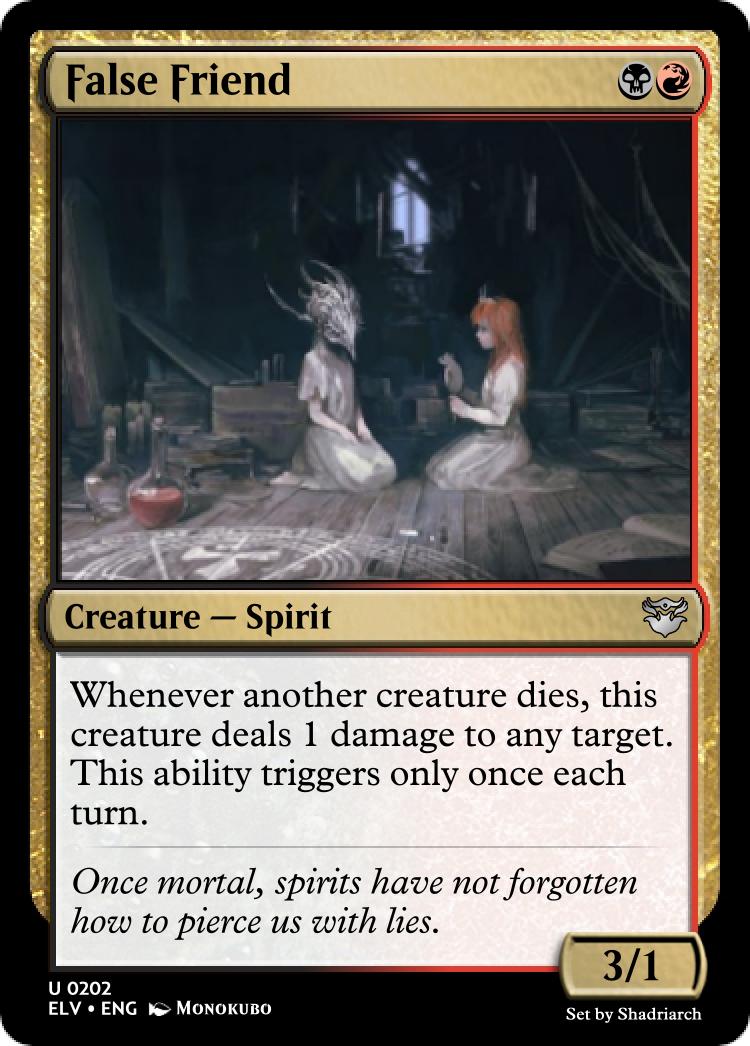 False Friend
Creature — Spirit
Whenever another creature dies, this
creature deals 1 damage to any target.
This ability triggers only once each
turn.
Once mortal, spirits have not forgotten
how to pierce us with lies.
3/1
U 0202
ELV • ENG Monokubo
Set by Shadriarch